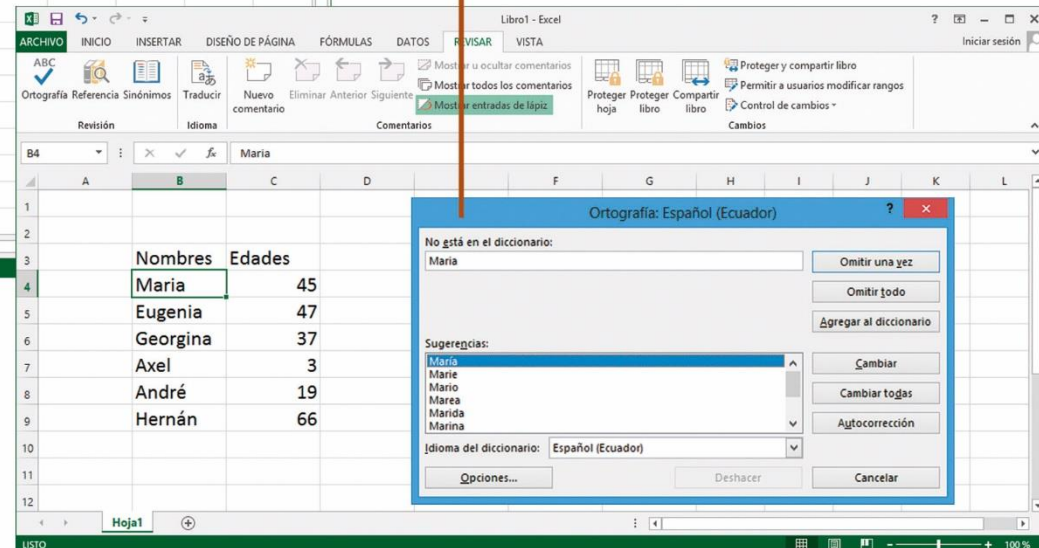 Libro1 - Excel
ARCHIVO INICIO INSERTAR DISEÑO DE PÁGINA FÓRMULAS DATOS REVISAR VISTA Iniciar sesión
ABC
Ortografía Referencia Sinónimos Traducir Nuevo comentario Eliminar Anterior Siguiente
Mostrar u ocultar comentarios
Mostrar todos los comentarios
Mostrar entradas de lápiz
Proteger hoja Proteger libro Compartir libro
Proteger y compartir libro
Permitir a usuarios modificar rangos
Control de cambios
Revisión Idioma Comentarios Cambios
B4 fx Maria
A B C D F G H I J K L
1
2
3 Nombres Edades
4 Maria 45
5 Eugenia 47
6 Georgina 37
7 Axel 3
8 André 19
9 Hernán 66
10
11
12
Ortografía: Español (Ecuador) ?
No está en el diccionario:
Maria
Omitir una vez
Omitir todo
Agregar al diccionario
Sugerencias:
María
Marie
Mario
Marea
Marida
Marina
Cambiar
Cambiar todas
Autocorrección
Idioma del diccionario: Español (Ecuador)
Opciones... Deshacer Cancelar
Hoja1
LISTO 100 %